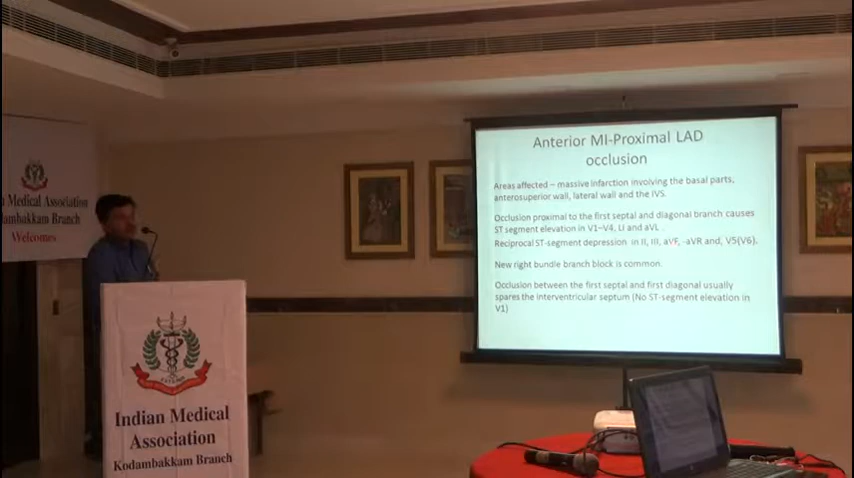 Indian Medical Association
Kodambakkam Branch
Welcomes
Anterior MI-Proximal LAD
occlusion
Areas affected – massive infarction involving the basal parts,
anterosuperior wall, lateral wall and the IVS.
Occlusion proximal to the first septal and diagonal branch causes
ST segment elevation in V1-V4, LI and aVL
Reciprocal ST-segment depression in II, III, aVF, -aVR and, V5(V6).
New right bundle branch block is common.
Occlusion between the first septal and first diagonal usually
spares the interventricular septum (No ST-segment elevation in
V1)
Indian Medical
Association
Kodambakkam Branch